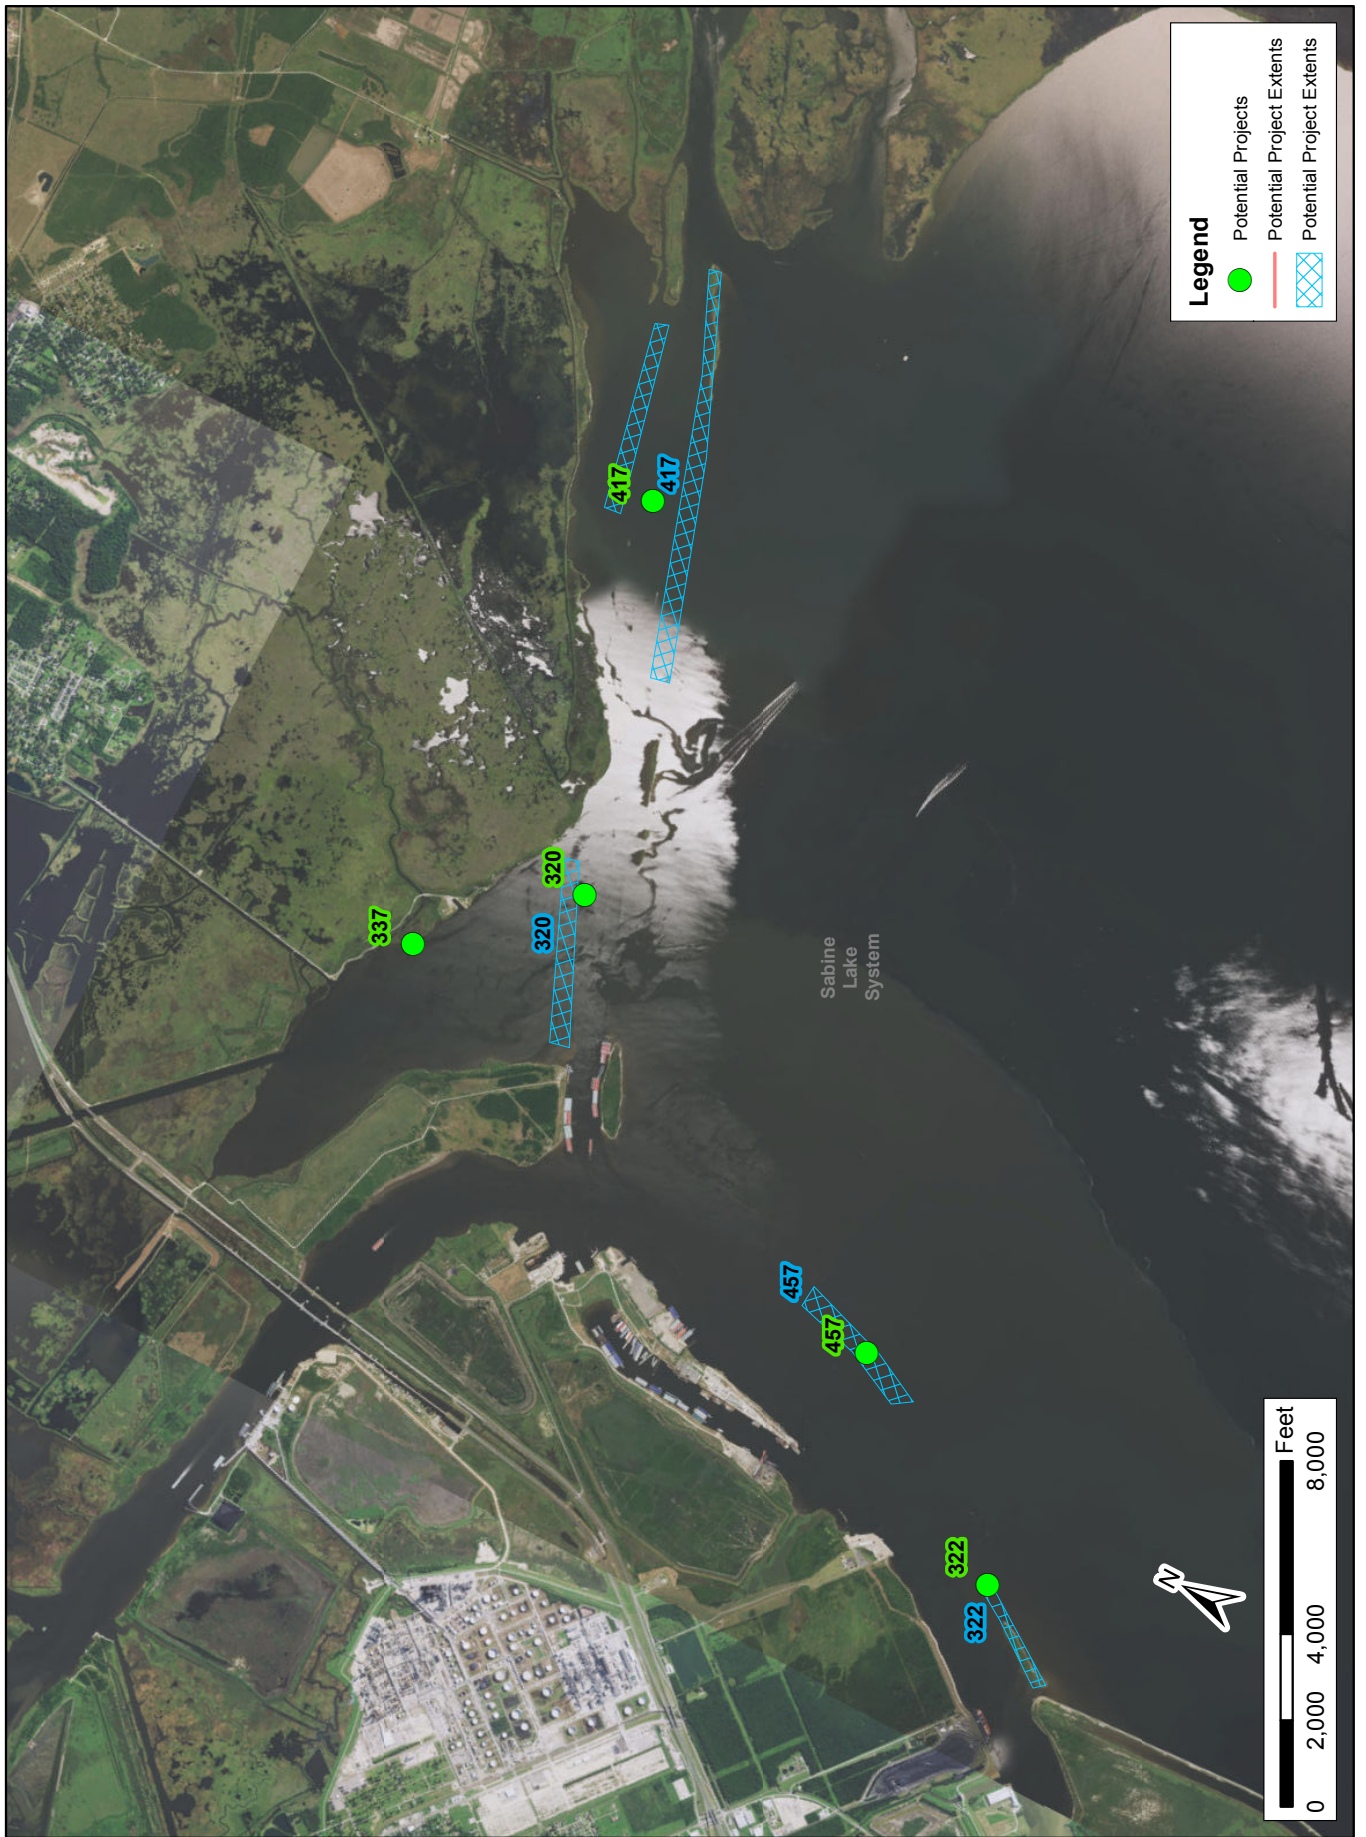 417
417
337
320
320
457
457
322
322
Sabine
Lake
System
Legend
Potential Projects
Potential Project Extents
Potential Project Extents
N
0 2,000 4,000 8,000
Feet